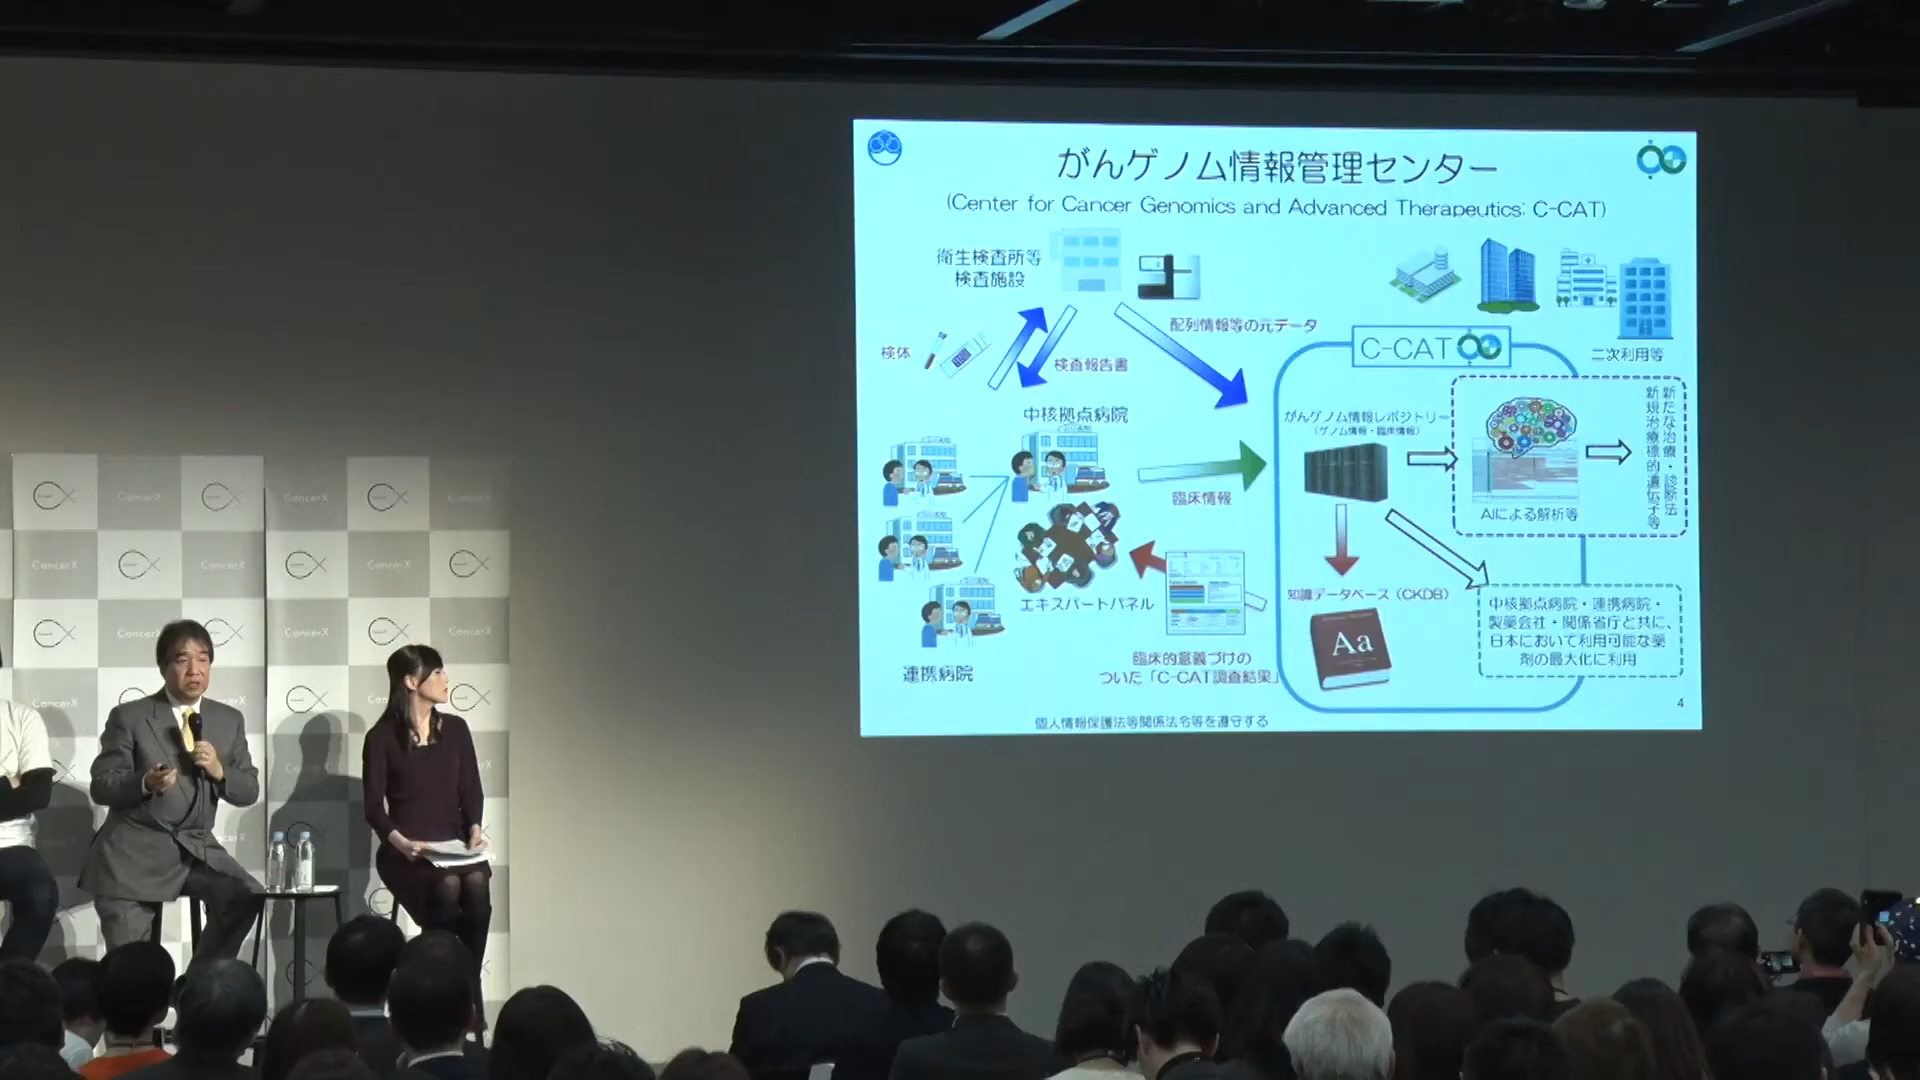 がんゲノム情報管理センター
(Center for Cancer Genomics and Advanced Therapeutics: C-CAT)
衛生検査所等
検査施設
配列情報等の元データ
検体
検査報告書
C-CAT
二次利用等
中核拠点病院
がんゲノム情報レポジトリー
(ゲノム情報・臨床情報)
新たな治療・診断法
新規治療標的遺伝子等
臨床情報
AIによる解析等
エキスパートパネル
知識データベース(CKDB)
Aa
中核拠点病院・連携病院・
製薬会社・関係省庁と共に、
日本において利用可能な薬
剤の最大化に利用
臨床的意義づけの
ついた「C-CAT調査結果」
連携病院
4
個人情報保護法等関係法令等を遵守する
CancerX
CancerX
CancerX
CancerX
CancerX
CancerX